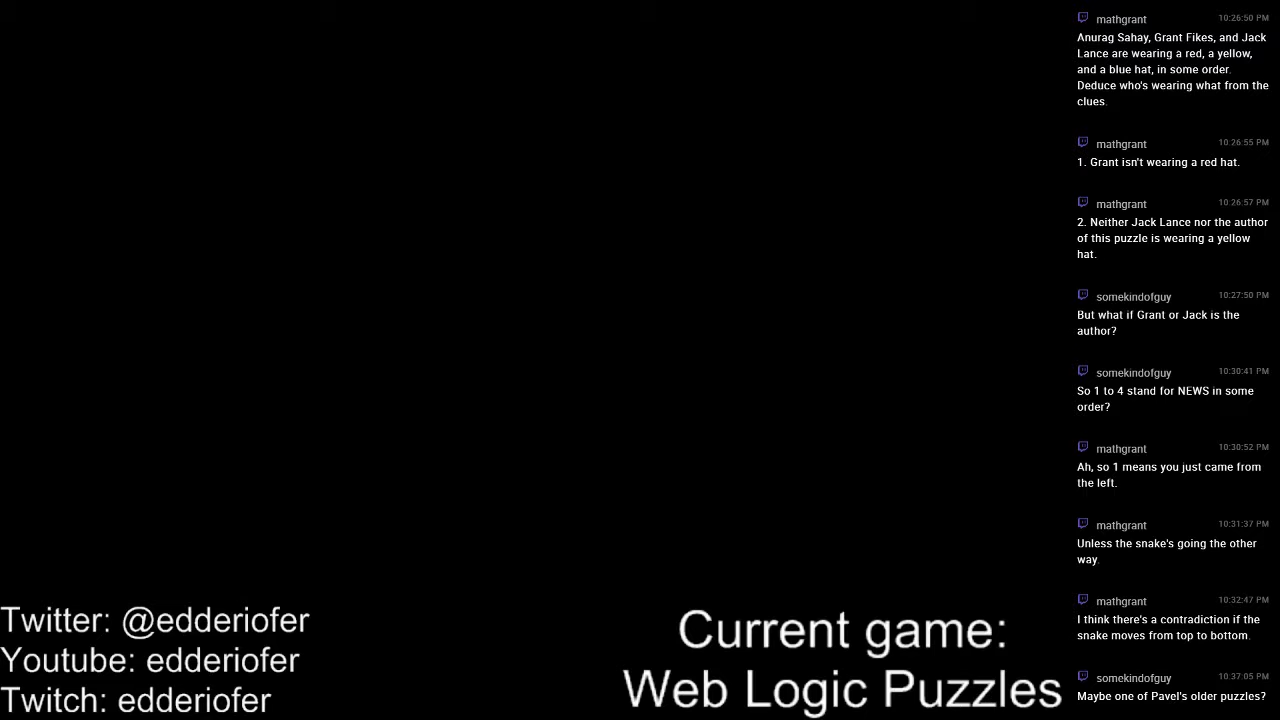 mathgrant 10:26:50 PM
Anurag Sahay, Grant Fikes, and Jack
Lance are wearing a red, a yellow,
and a blue hat, in some order.
Deduce who's wearing what from the
clues.
mathgrant 10:26:55 PM
1. Grant isn't wearing a red hat.
mathgrant 10:26:57 PM
2. Neither Jack Lance nor the author
of this puzzle is wearing a yellow
hat.
somekindofguy 10:27:50 PM
But what if Grant or Jack is the
author?
somekindofguy 10:30:41 PM
So 1 to 4 stand for NEWS in some
order?
mathgrant 10:30:52 PM
Ah, so 1 means you just came from
the left.
mathgrant 10:31:37 PM
Unless the snake's going the other
way.
mathgrant 10:32:47 PM
I think there's a contradiction if the
snake moves from top to bottom.
somekindofguy 10:37:05 PM
Maybe one of Pavel's older puzzles?
Twitter: @edderiofer
Youtube: edderiofer
Twitch: edderiofer
Current game:
Web Logic Puzzles